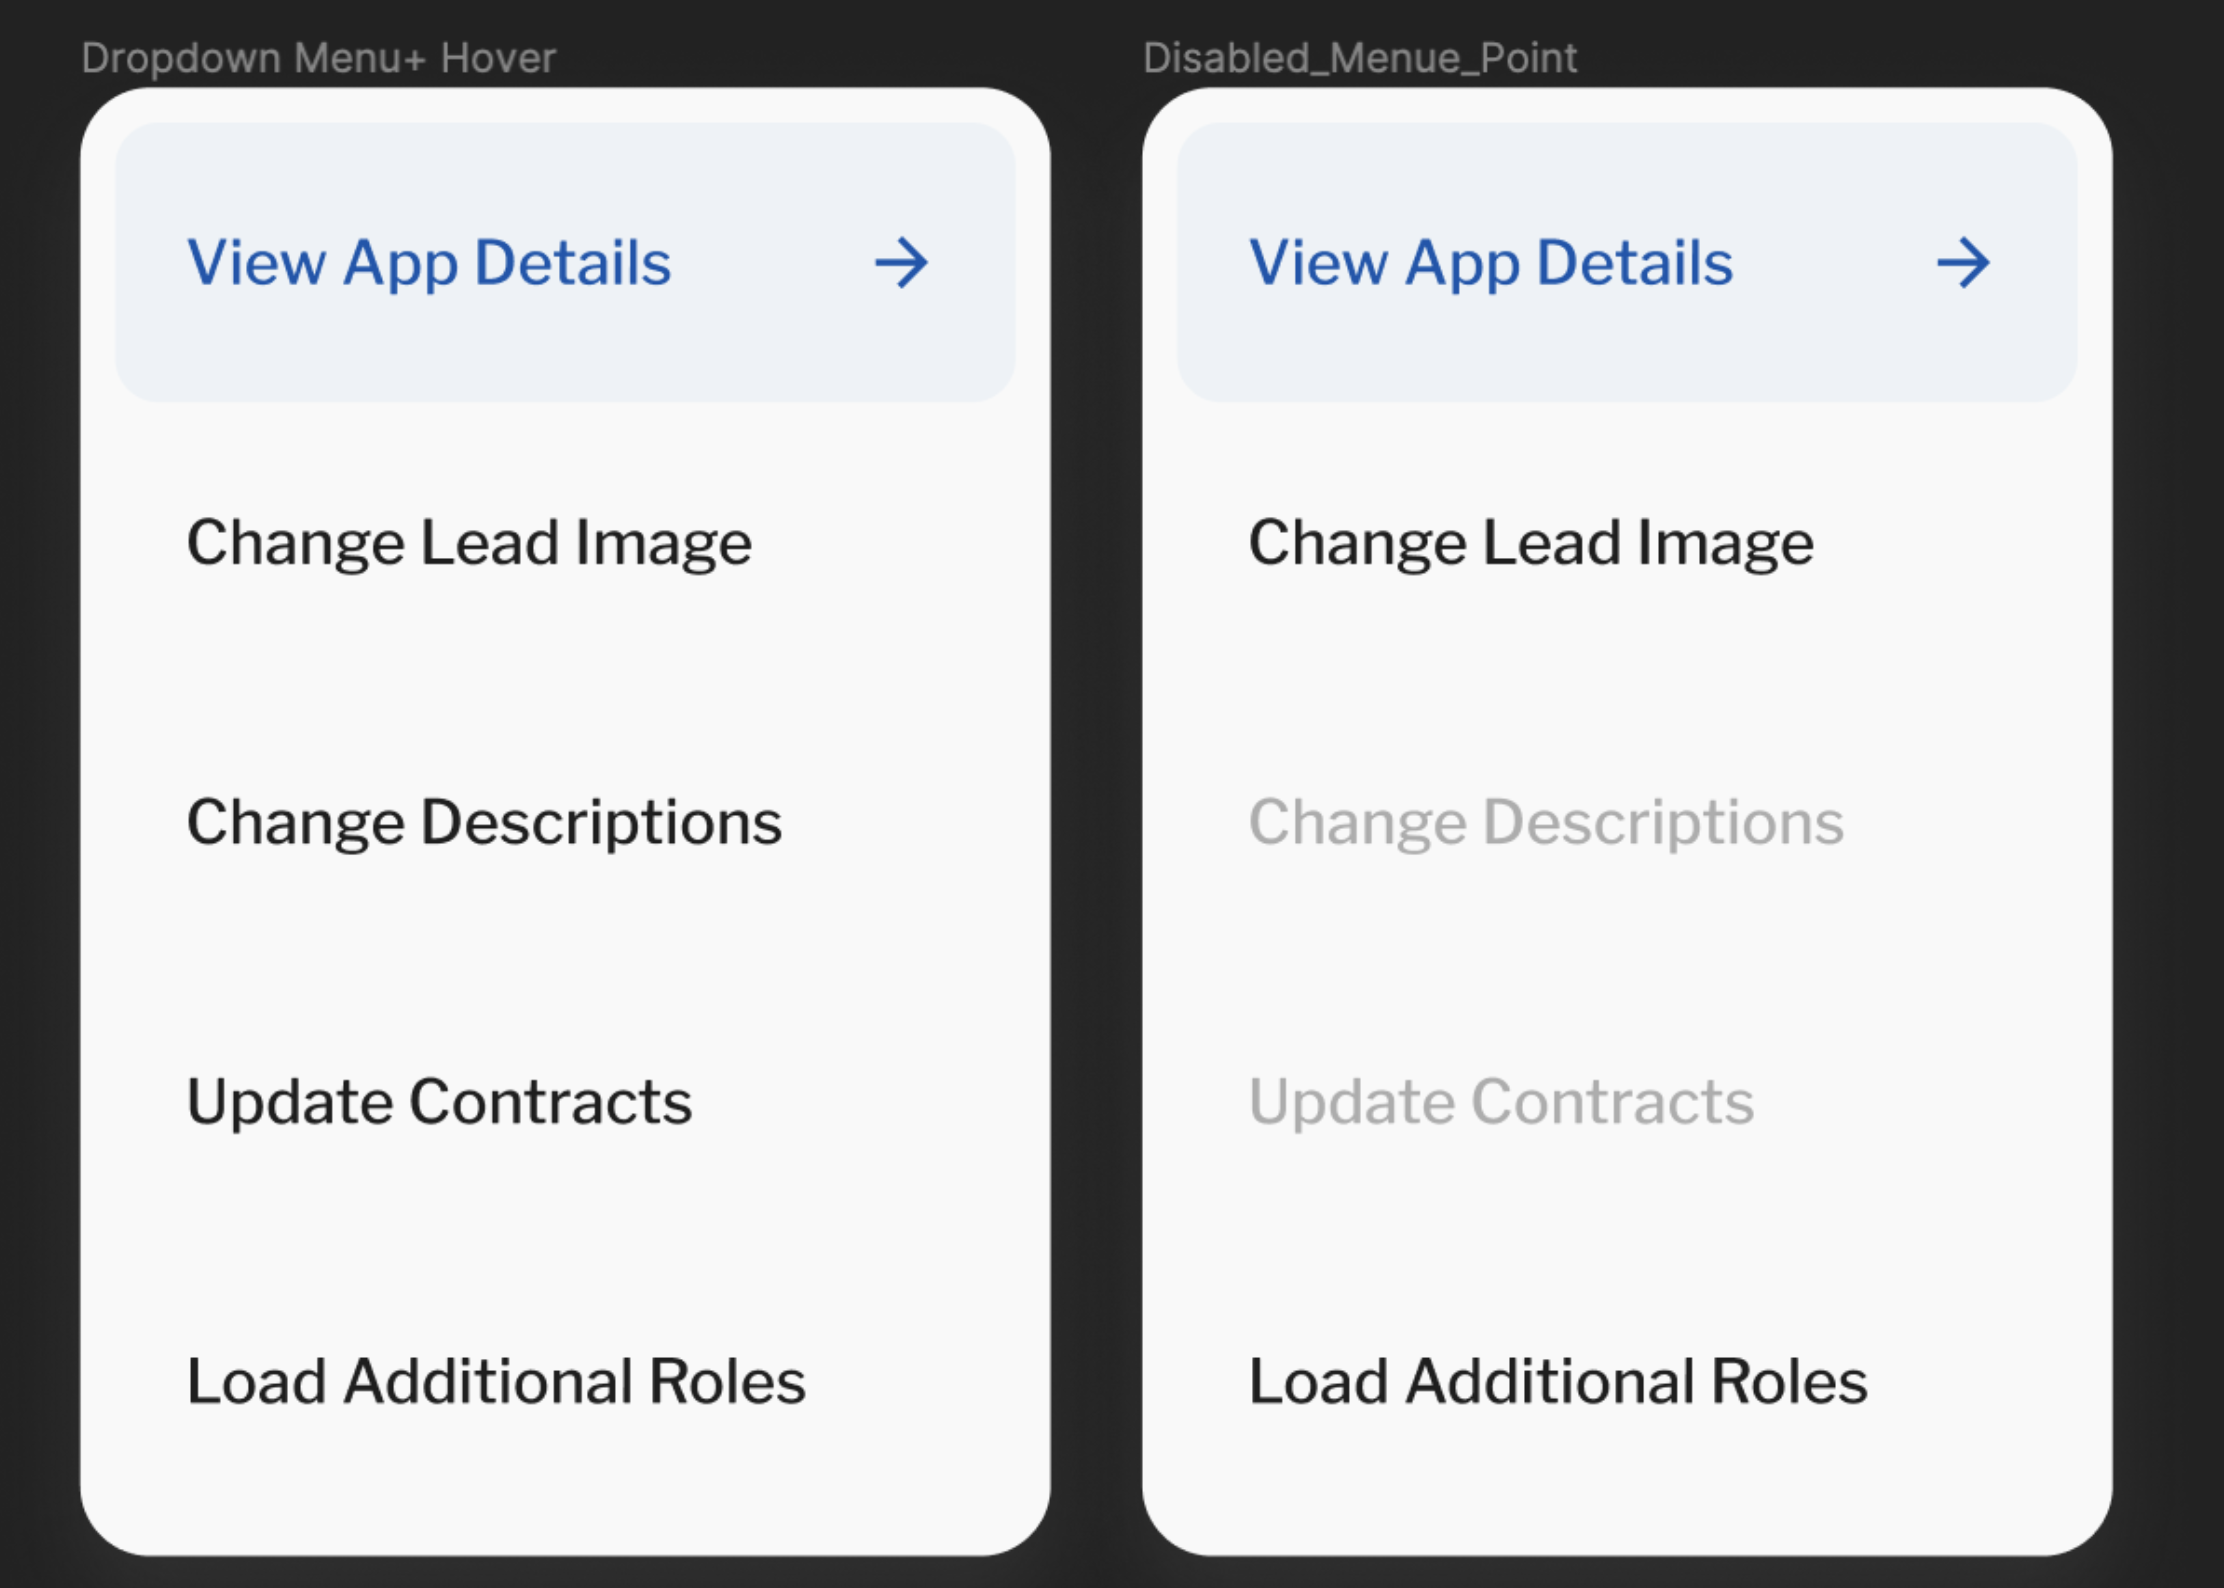 Dropdown Menu+ Hover
View App Details
Change Lead Image
Change Descriptions
Update Contracts
Load Additional Roles
Disabled_Menue_Point
View App Details
Change Lead Image
Change Descriptions
Update Contracts
Load Additional Roles